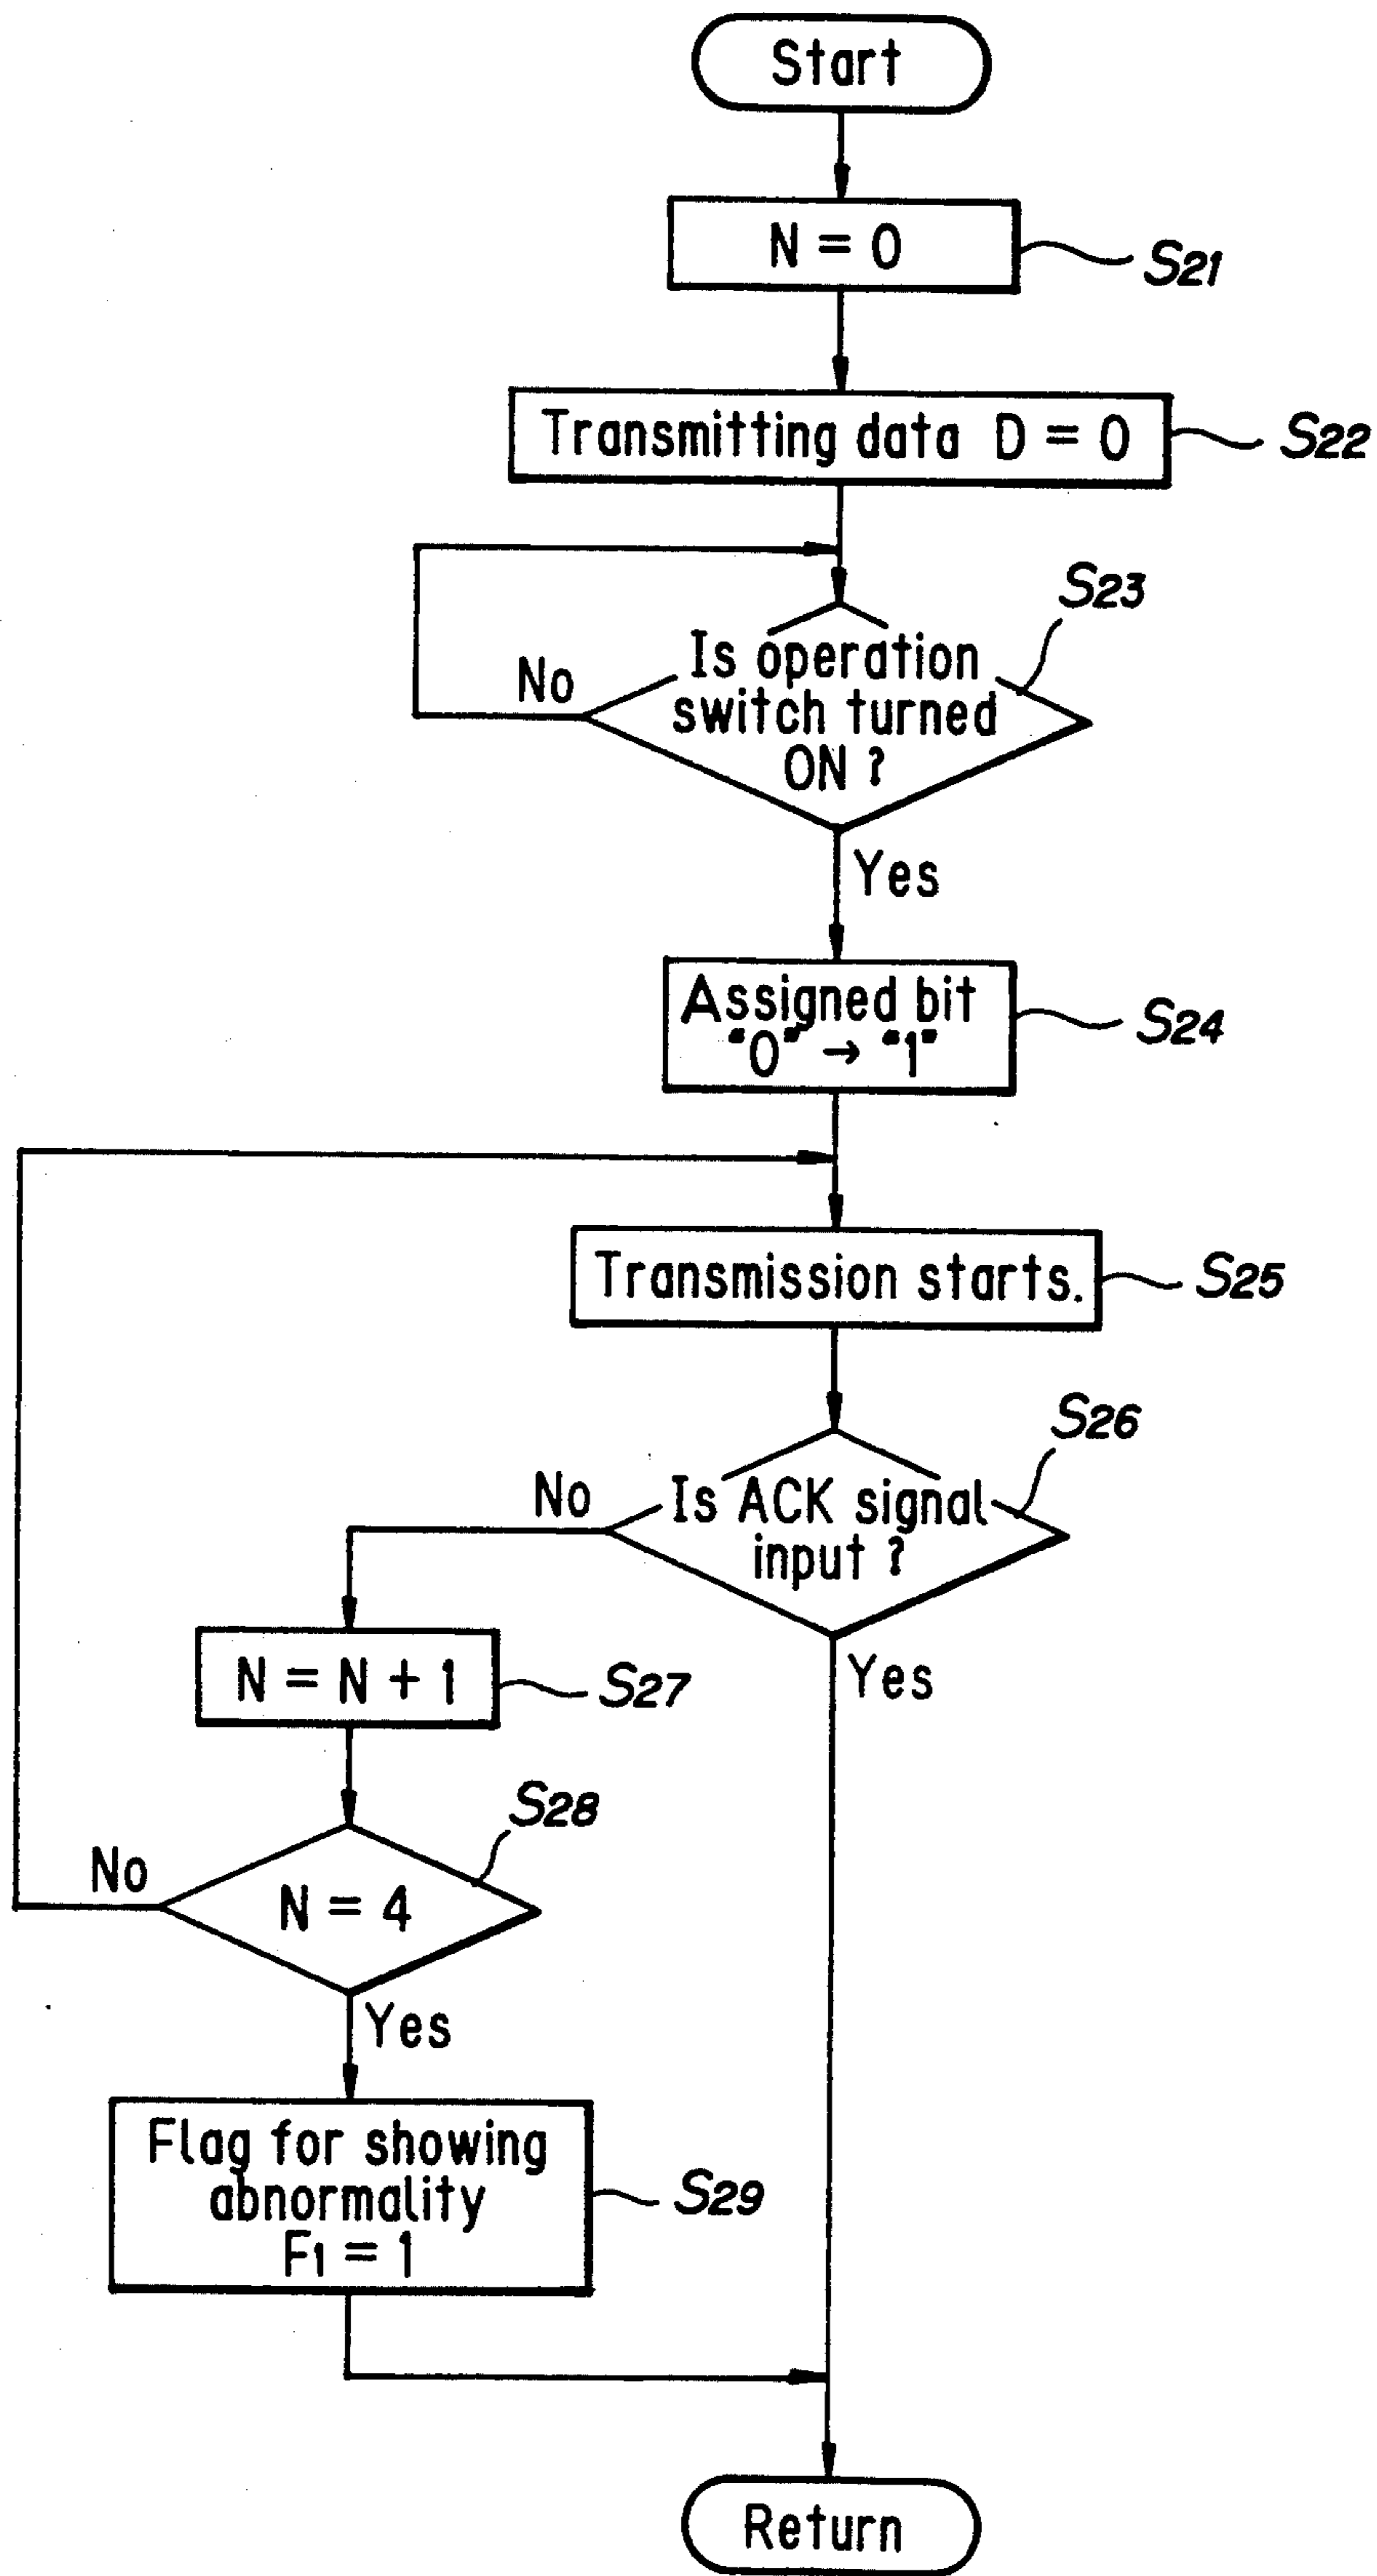 Start
N = 0
S21
Transmitting data D = 0
S22
S23
Is operation
switch turned
ON ?
No
Yes
Assigned bit
"0" → "1"
S24
Transmission starts.
S25
S26
Is ACK signal
input ?
No
Yes
N = N + 1
S27
S28
N = 4
No
Yes
Flag for showing
abnormality
F1 = 1
S29
Return